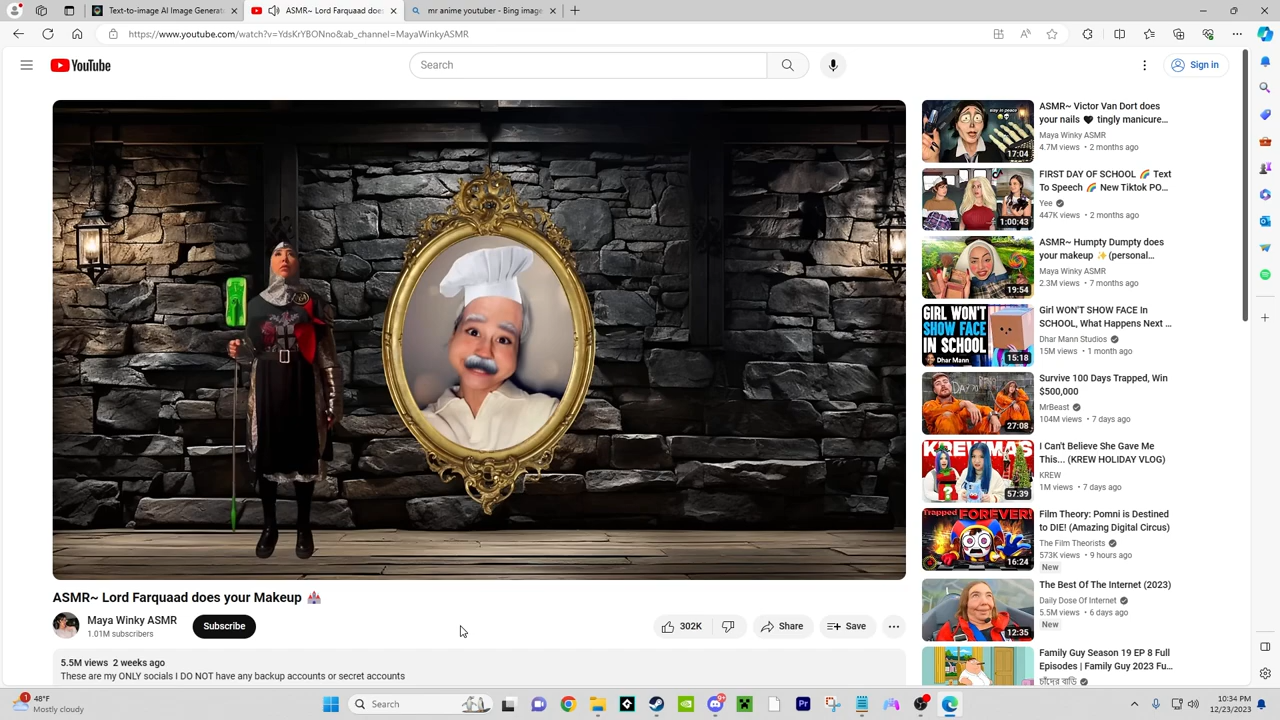 Text-to-image AI Image Generat
ASMR~ Lord Farquaad does
mr anime youtuber - Bing image
https://www.youtube.com/watch?v=YdsKrYBONno&ab_channel=MayaWinkyASMR
YouTube
Search
Sign in
ASMR~ Lord Farquaad does your Makeup
Maya Winky ASMR
1.01M subscribers
Subscribe
302K
Share
Save
5.5M views 2 weeks ago
These are my ONLY socials I DO NOT have any backup accounts or secret accounts
17:04
ASMR~ Victor Van Dort does
your nails 🖤 tingly manicure...
Maya Winky ASMR
4.7M views • 2 months ago
1:00:43
FIRST DAY OF SCHOOL 🌈 Text
To Speech 🌈 New Tiktok PO...
Yee
447K views • 2 months ago
19:54
ASMR~ Humpty Dumpty does
your makeup ✨ (personal...
Maya Winky ASMR
2.3M views • 7 months ago
GIRL WON'T
SHOW FACE
IN SCHOOL
Dhar Mann
15:18
Girl WON'T SHOW FACE In
SCHOOL, What Happens Next ...
Dhar Mann Studios
15M views • 1 month ago
27:08
Survive 100 Days Trapped, Win
$500,000
MrBeast
104M views • 7 days ago
KREWMAS
57:39
I Can't Believe She Gave Me
This... (KREW HOLIDAY VLOG)
KREW
1M views • 7 days ago
Trapped FOREVER!
16:24
Film Theory: Pomni is Destined
to DIE! (Amazing Digital Circus)
The Film Theorists
573K views • 9 hours ago
New
12:35
The Best Of The Internet (2023)
Daily Dose Of Internet
5.5M views • 6 days ago
New
Family Guy Season 19 EP 8 Full
Episodes | Family Guy 2023 Fu...
চাঁদের বাড়ি
1
48°F
Mostly cloudy
Search
10:34 PM
12/23/2023